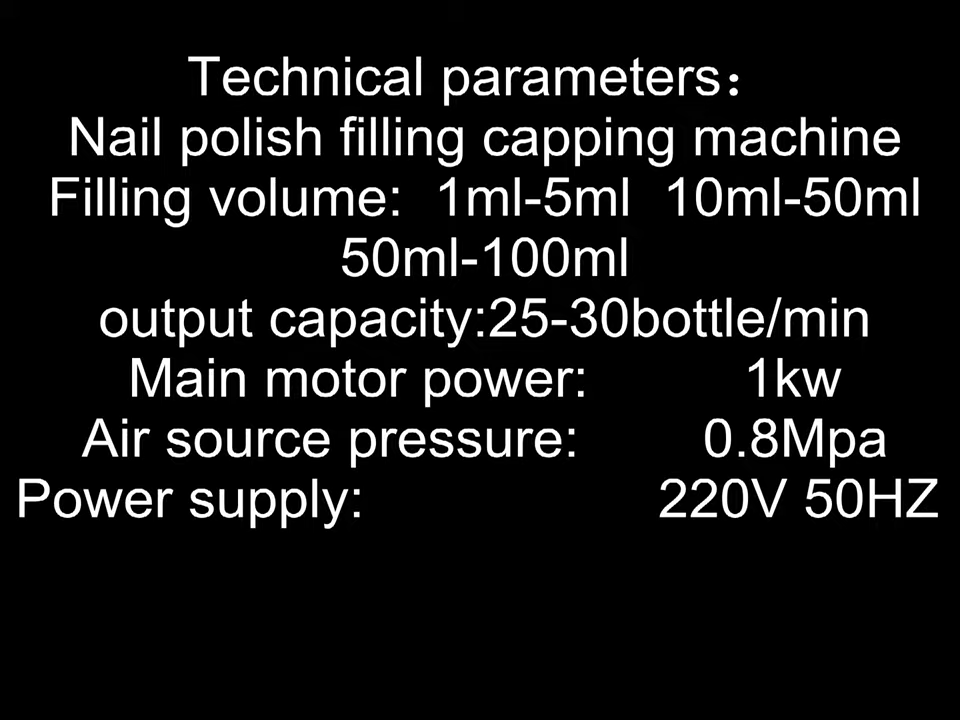 Technical parameters：
Nail polish filling capping machine
Filling volume: 1ml-5ml 10ml-50ml
50ml-100ml
output capacity:25-30bottle/min
Main motor power: 1kw
Air source pressure: 0.8Mpa
Power supply: 220V 50HZ